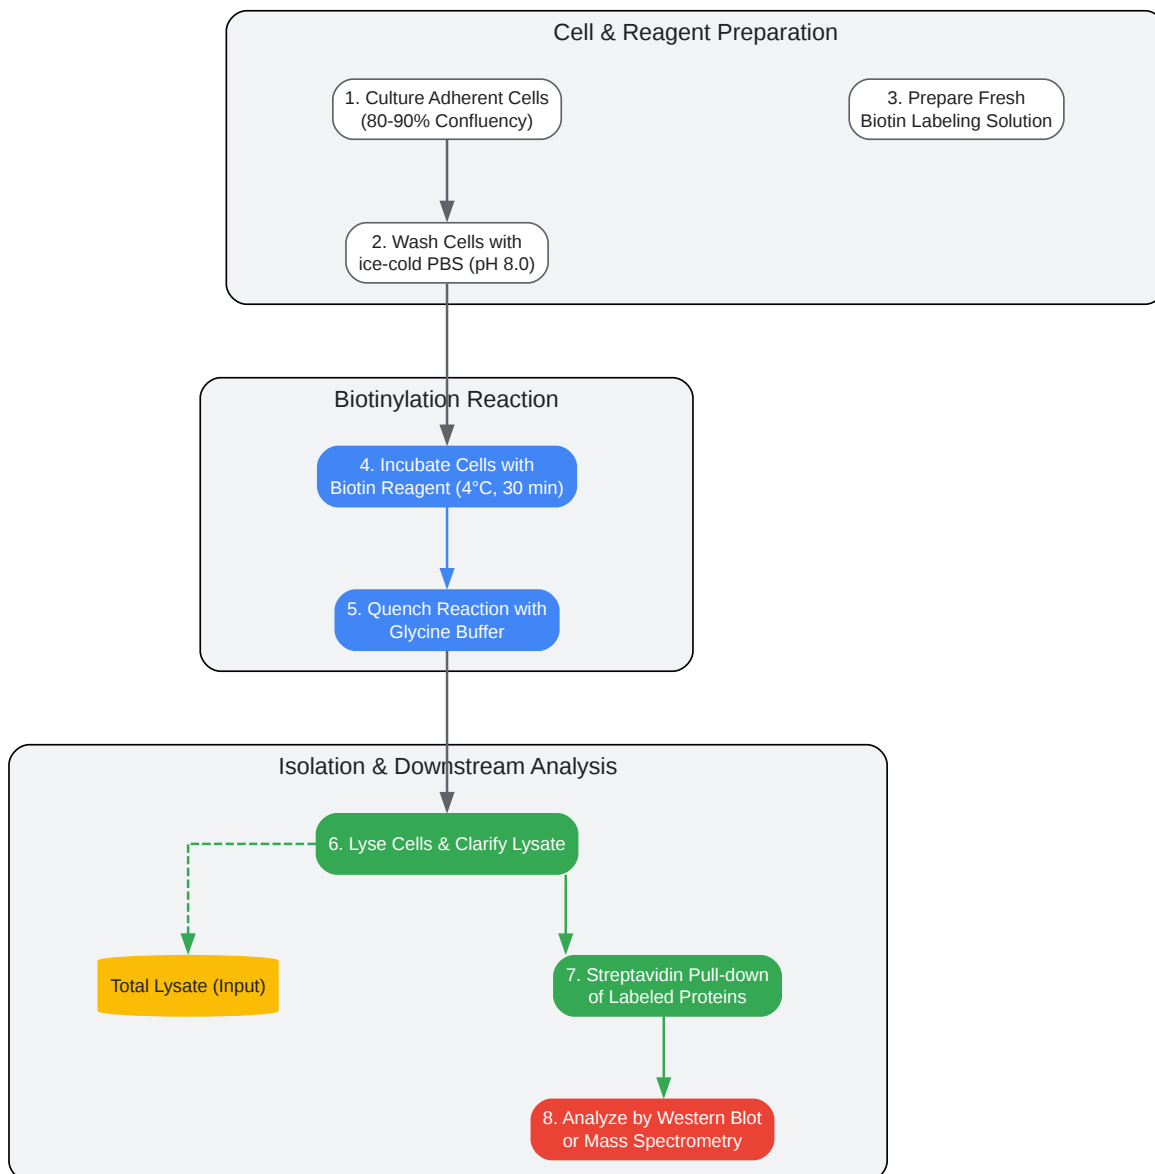 Cell & Reagent Preparation
1. Culture Adherent Cells
(80-90% Confluency)
3. Prepare Fresh
Biotin Labeling Solution
2. Wash Cells with
ice-cold PBS (pH 8.0)
Biotinylation Reaction
4. Incubate Cells with
Biotin Reagent (4°C, 30 min)
5. Quench Reaction with
Glycine Buffer
Isolation & Downstream Analysis
6. Lyse Cells & Clarify Lysate
Total Lysate (Input)
7. Streptavidin Pull-down
of Labeled Proteins
8. Analyze by Western Blot
or Mass Spectrometry